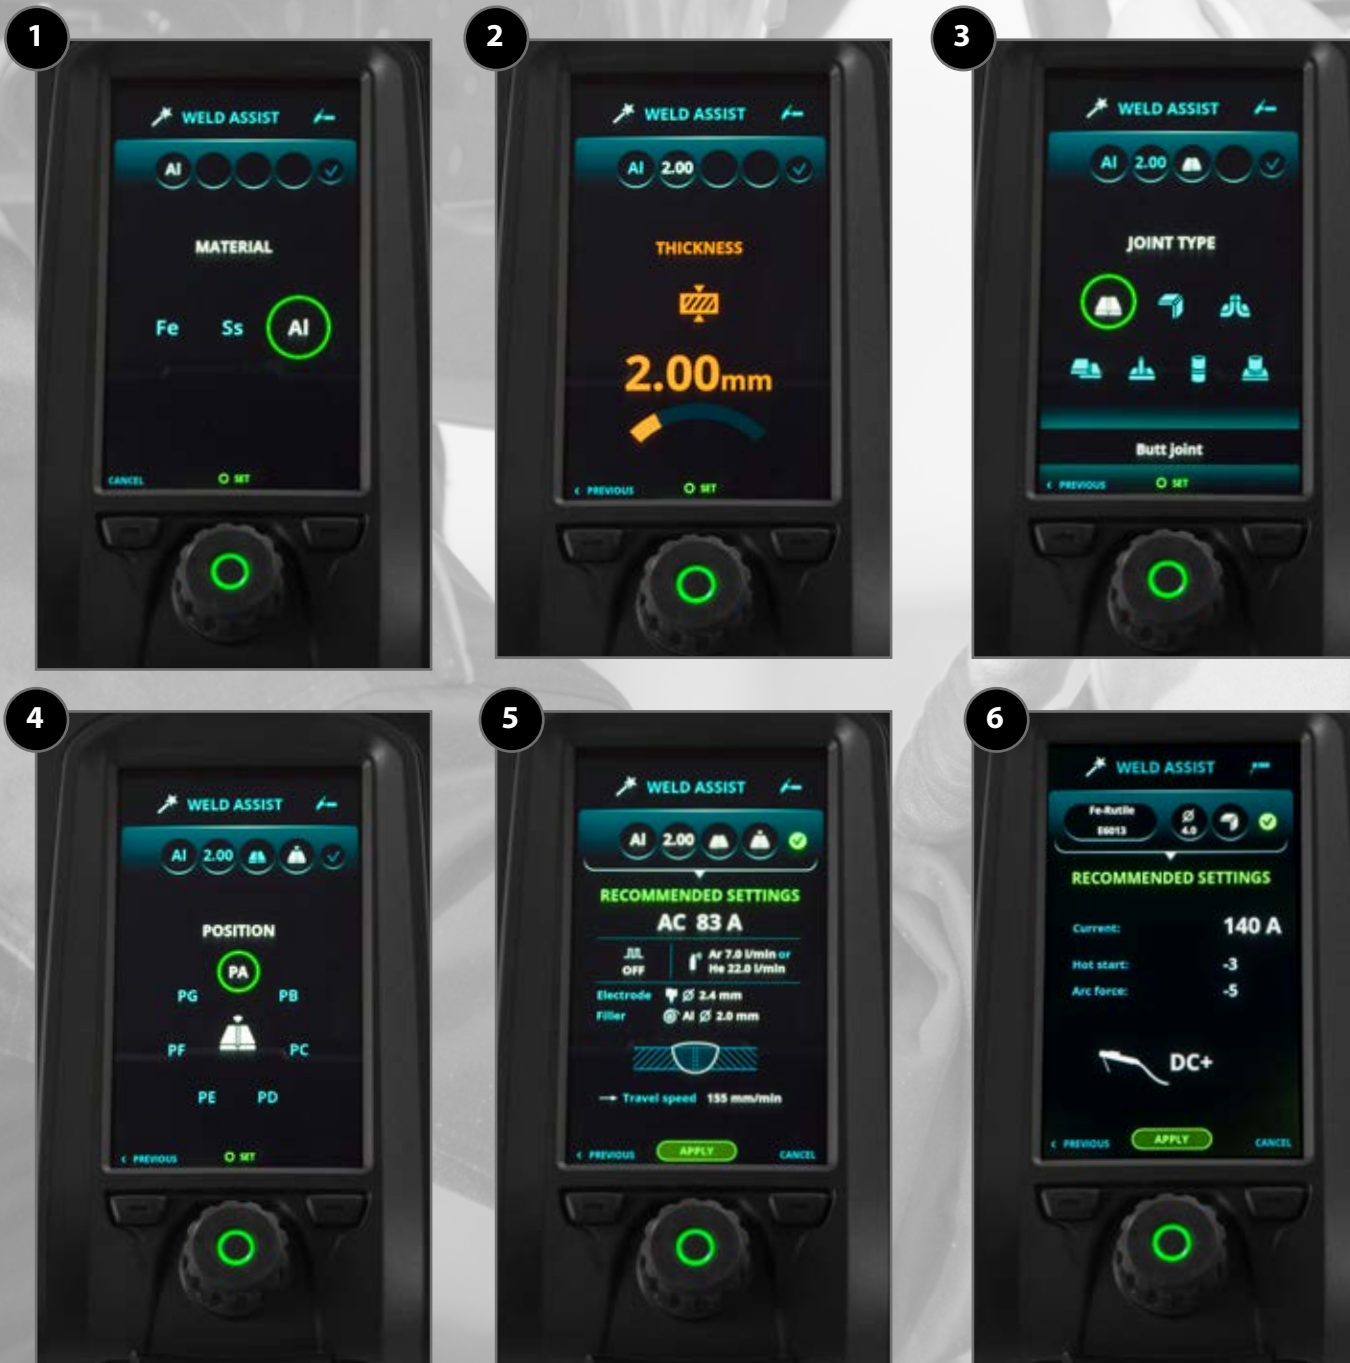 1
WELD ASSIST
Al
MATERIAL
Fe Ss Al
CANCEL SET
2
WELD ASSIST
Al 2.00
THICKNESS
2.00mm
< PREVIOUS SET
3
WELD ASSIST
Al 2.00
JOINT TYPE
Butt joint
< PREVIOUS SET
4
WELD ASSIST
Al 2.00
POSITION
PA
PG PB
PF PC
PE PD
< PREVIOUS SET
5
WELD ASSIST
Al 2.00
RECOMMENDED SETTINGS
AC 83 A
OFF
Ar 7.0 l/min or
He 22.0 l/min
Electrode Ø 2.4 mm
Filler Al Ø 2.0 mm
Travel speed 155 mm/min
< PREVIOUS APPLY CANCEL
6
WELD ASSIST
Fe-Rutile
E6013
Ø
4.0
RECOMMENDED SETTINGS
Current: 140 A
Hot start: -3
Arc force: -5
DC+
< PREVIOUS APPLY CANCEL